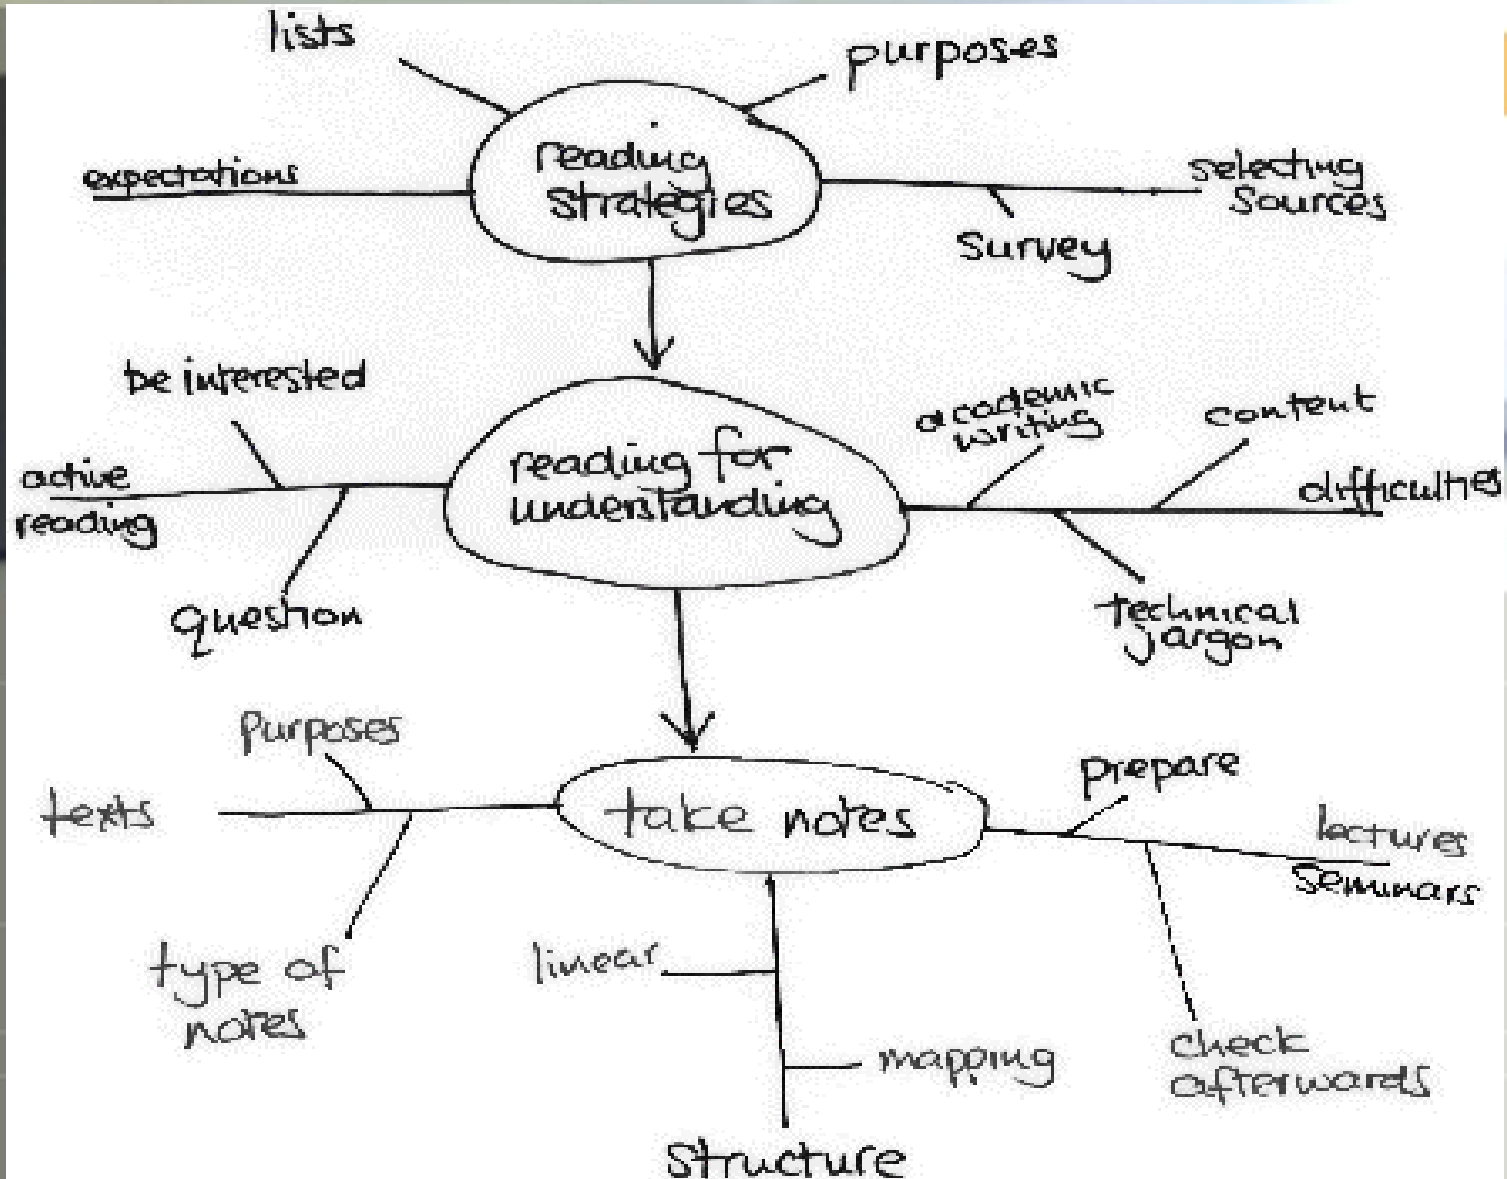 lists
purposes
expectations
reading
strategies
selecting
sources
survey
be interested
academic
writing
content
active
reading
reading for
understanding
difficulties
question
technical
jargon
purposes
prepare
texts
take notes
lectures
seminars
type of
notes
linear
mapping
check
afterwards
structure